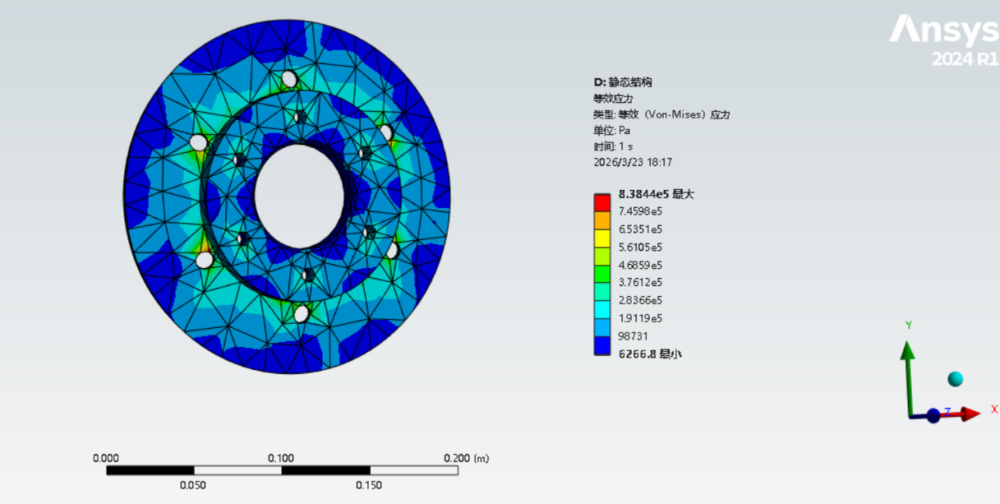 Ansys
2024 R1
D: 静态结构
等效应力
类型: 等效（Von-Mises）应力
单位: Pa
时间: 1 s
2026/3/23 18:17
8.3844e5 最大
7.4598e5
6.5351e5
5.6105e5
4.6859e5
3.7612e5
2.8366e5
1.9119e5
98731
6266.8 最小
Y
Z
X
0.000 0.100 0.200 (m)
0.050 0.150